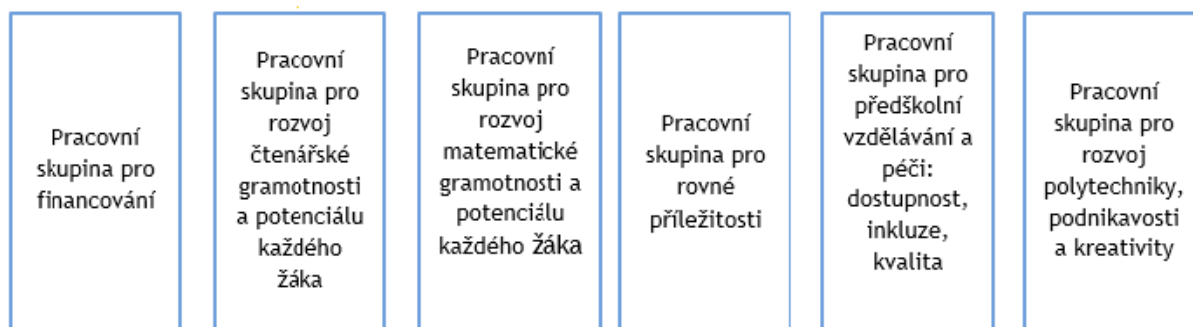 Pracovní
skupina pro
financování
Pracovní
skupina pro
rozvoj
čtenářské
gramotnosti
a potenciálu
každého
žáka
Pracovní
skupina pro
rozvoj
matematické
gramotnosti a
potenciálu
každého žáka
Pracovní
skupina pro
rovné
příležitosti
Pracovní
skupina pro
předškolní
vzdělávání a
péči:
dostupnost,
inkluze,
kvalita
Pracovní
skupina pro
rozvoj
polytechniky,
podnikavosti
a kreativity